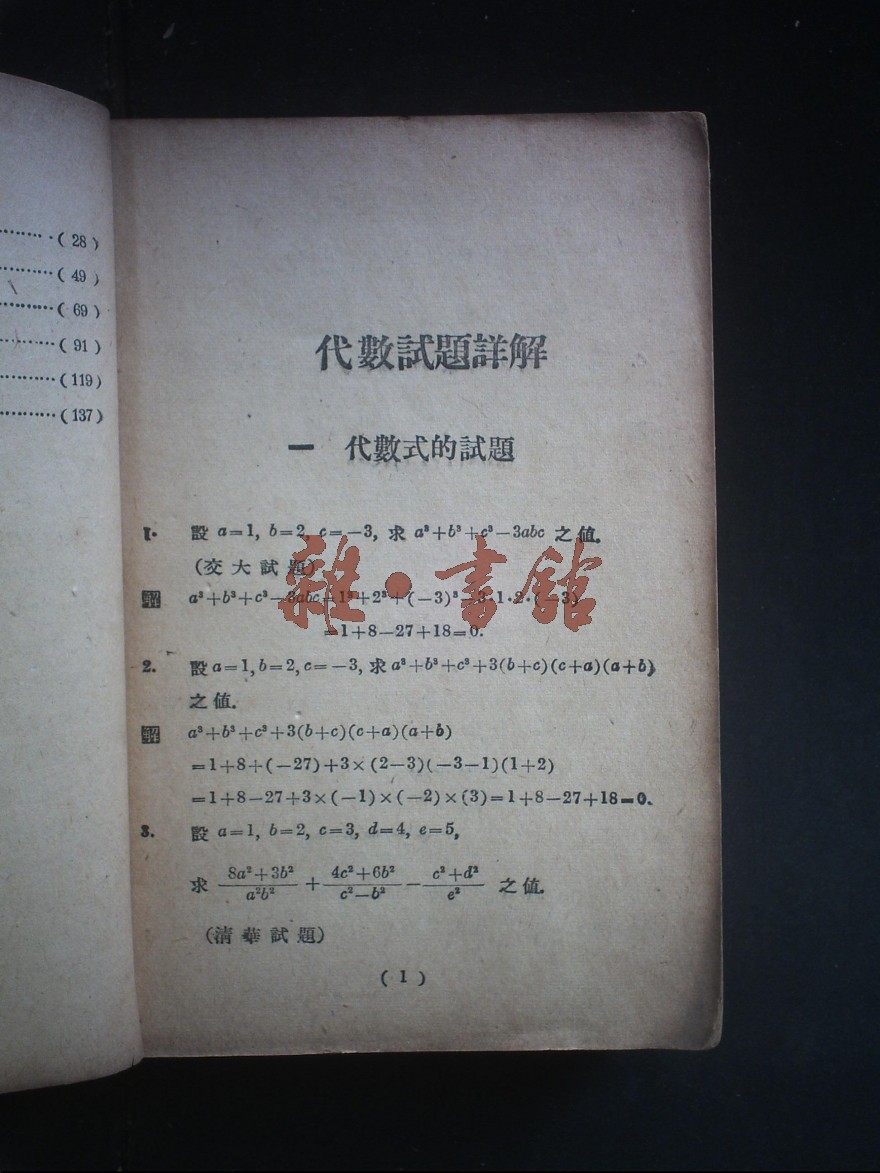 (28)
(49)
(69)
(91)
(119)
(137)
代數試題詳解
一 代數式的試題
1. 設 a=1, b=2, c=−3, 求 a³+b³+c³−3abc 之值.
(交大試題)
解 a³+b³+c³−3abc=1³+2³+(−3)³−3·1·2·(−3)
=1+8−27+18=0.
2. 設 a=1, b=2, c=−3, 求 a³+b³+c³+3(b+c)(c+a)(a+b)
之值.
解 a³+b³+c³+3(b+c)(c+a)(a+b)
=1+8+(−27)+3×(2−3)(−3−1)(1+2)
=1+8−27+3×(−1)×(−2)×(3)=1+8−27+18=0.
3. 設 a=1, b=2, c=3, d=4, e=5,
求 (8a²+3b²)/(a²b²) + (4c²+6b²)/(c²−b²) − (c²+d²)/e² 之值.
(清華試題)
(1)
雜·書館